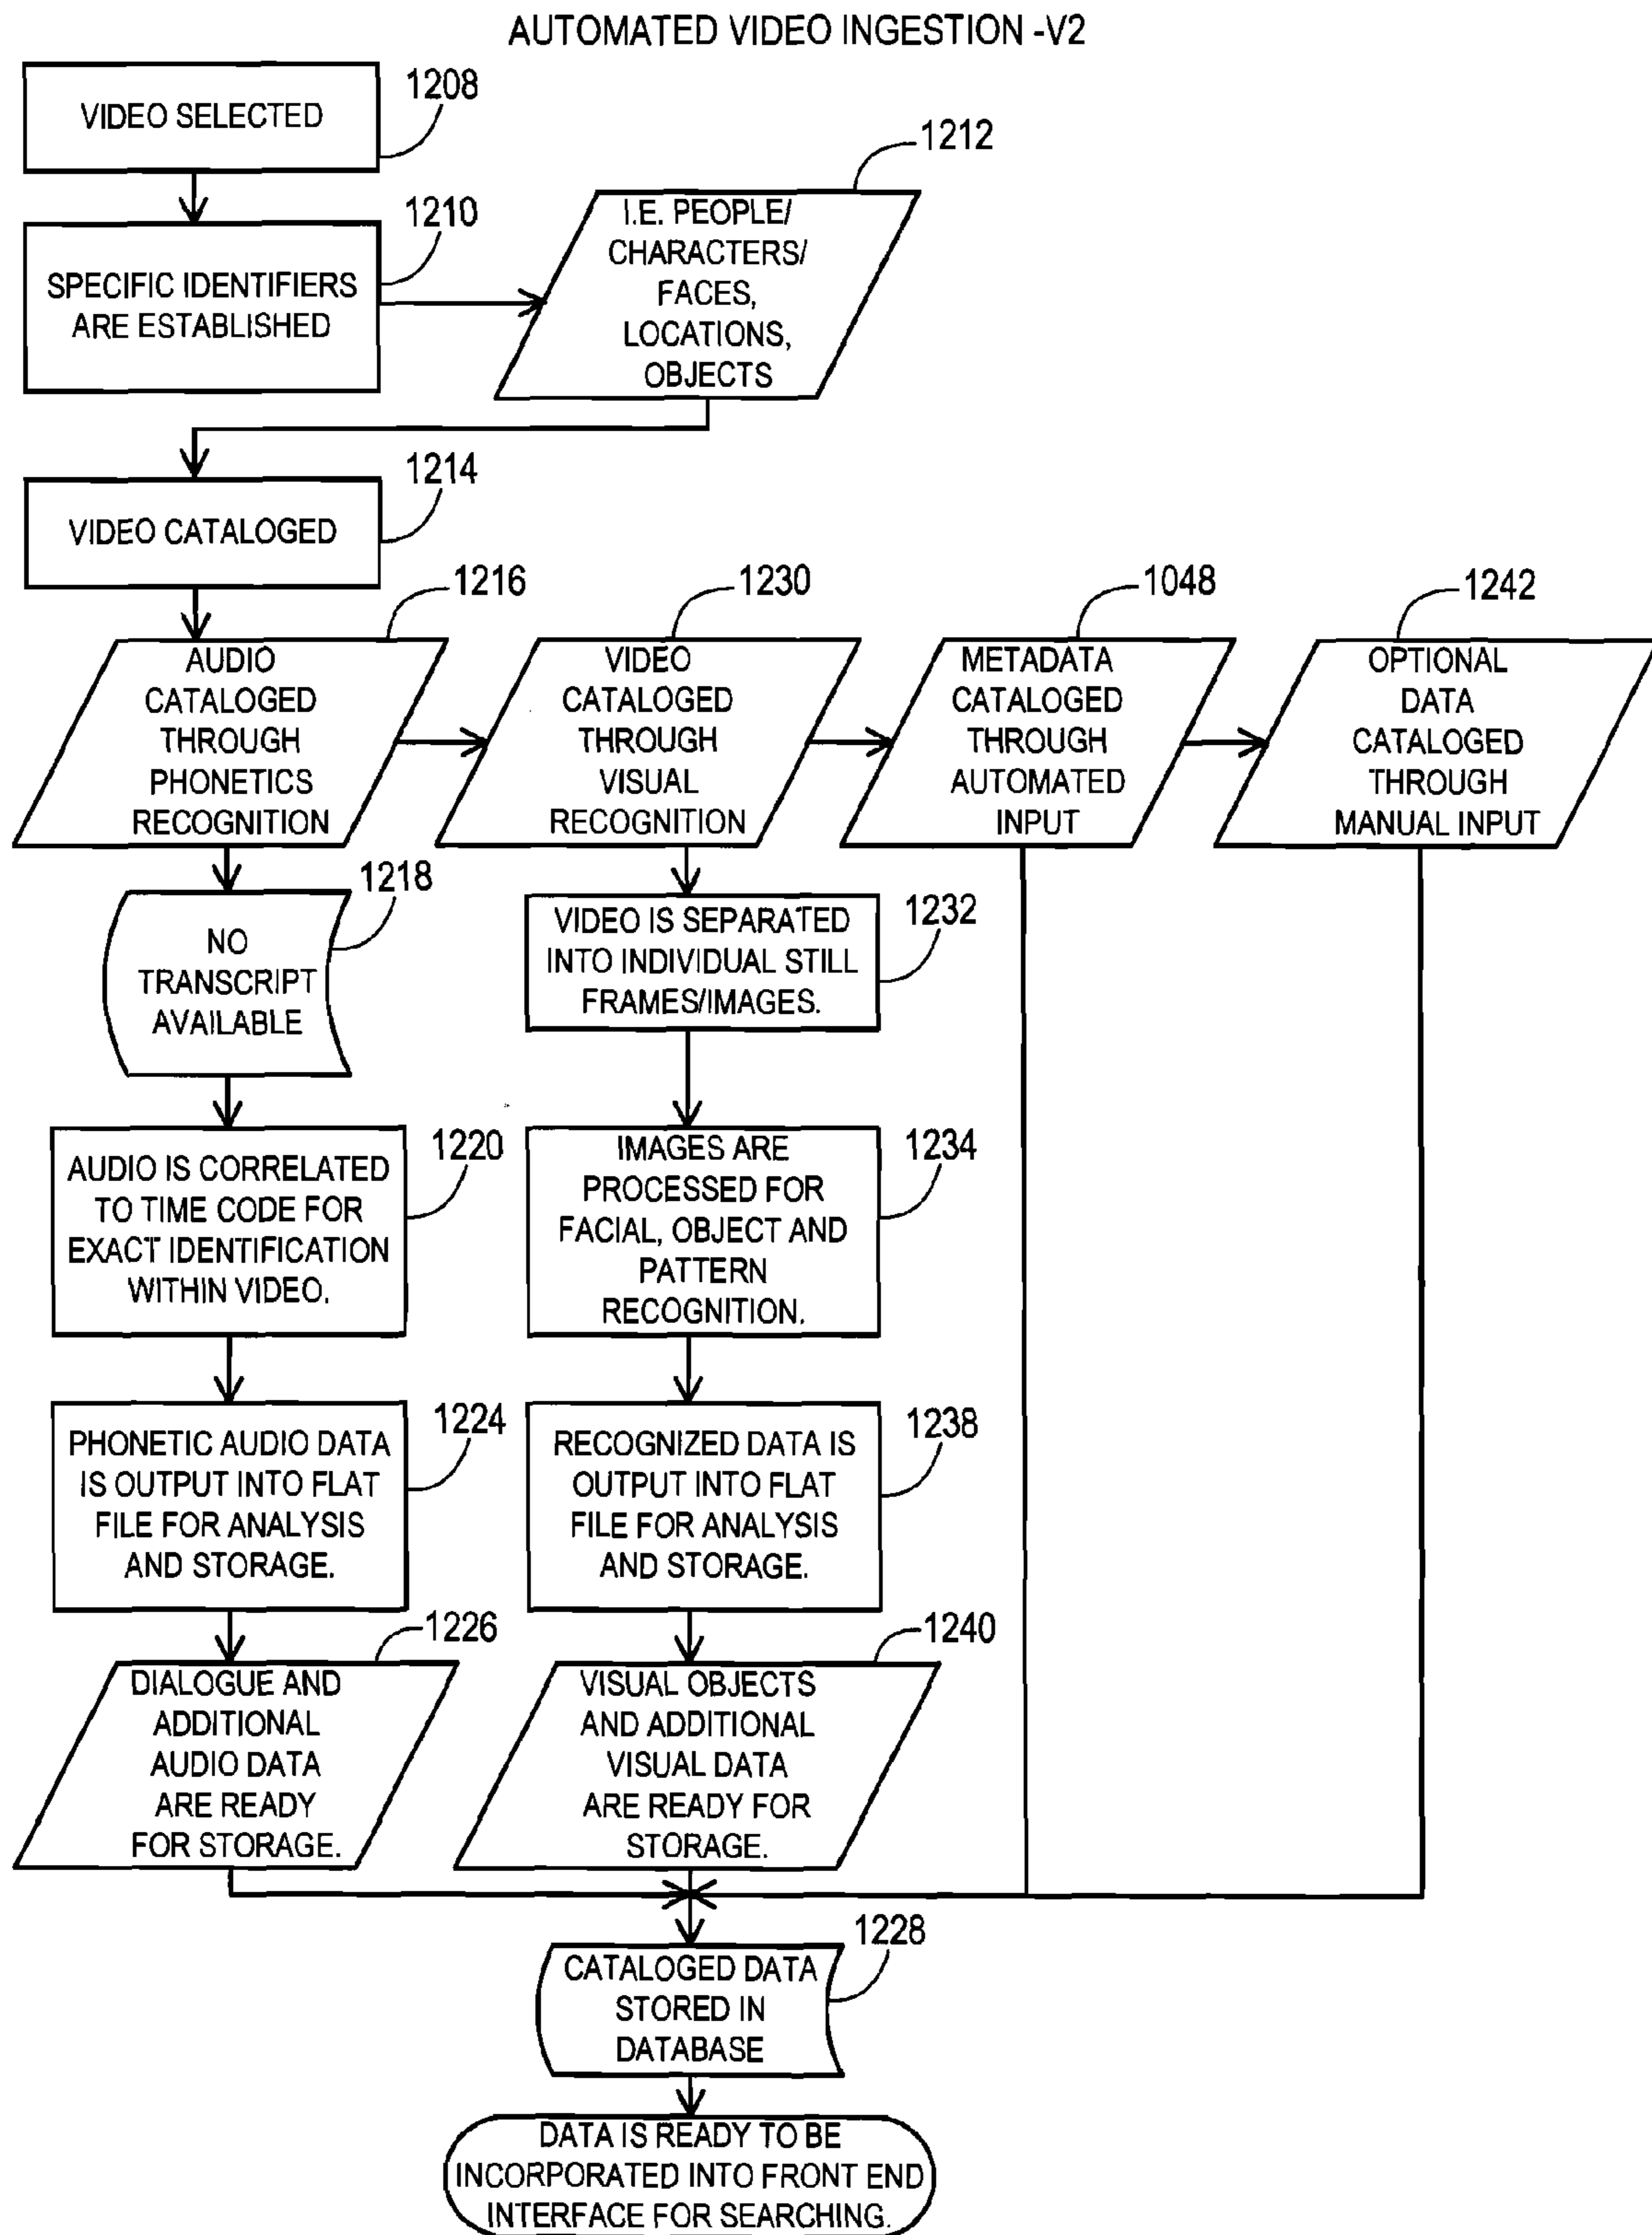 AUTOMATED VIDEO INGESTION -V2
VIDEO SELECTED
1208
1212
SPECIFIC IDENTIFIERS
ARE ESTABLISHED
1210
I.E. PEOPLE/
CHARACTERS/
FACES,
LOCATIONS,
OBJECTS
VIDEO CATALOGED
1214
1216
AUDIO
CATALOGED
THROUGH
PHONETICS
RECOGNITION
1230
VIDEO
CATALOGED
THROUGH
VISUAL
RECOGNITION
1048
METADATA
CATALOGED
THROUGH
AUTOMATED
INPUT
1242
OPTIONAL
DATA
CATALOGED
THROUGH
MANUAL INPUT
1218
NO
TRANSCRIPT
AVAILABLE
VIDEO IS SEPARATED
INTO INDIVIDUAL STILL
FRAMES/IMAGES.
1232
AUDIO IS CORRELATED
TO TIME CODE FOR
EXACT IDENTIFICATION
WITHIN VIDEO.
1220
IMAGES ARE
PROCESSED FOR
FACIAL, OBJECT AND
PATTERN
RECOGNITION.
1234
PHONETIC AUDIO DATA
IS OUTPUT INTO FLAT
FILE FOR ANALYSIS
AND STORAGE.
1224
RECOGNIZED DATA IS
OUTPUT INTO FLAT
FILE FOR ANALYSIS
AND STORAGE.
1238
1226
DIALOGUE AND
ADDITIONAL
AUDIO DATA
ARE READY
FOR STORAGE.
1240
VISUAL OBJECTS
AND ADDITIONAL
VISUAL DATA
ARE READY FOR
STORAGE.
1228
CATALOGED DATA
STORED IN
DATABASE
DATA IS READY TO BE
INCORPORATED INTO FRONT END
INTERFACE FOR SEARCHING.